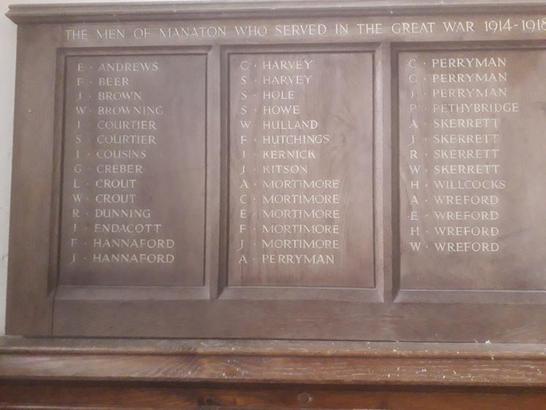 THE MEN OF MANATON WHO SERVED IN THE GREAT WAR 1914-1918
E · ANDREWS
F · BEER
J · BROWN
W · BROWNING
J · COURTIER
S · COURTIER
I · COUSINS
G · CREBER
L · CROUT
W · CROUT
R · DUNNING
J · ENDACOTT
F · HANNAFORD
J · HANNAFORD
C · HARVEY
S · HARVEY
S · HOLE
S · HOWE
W · HULLAND
F · HUTCHINGS
J · KERNICK
J · KITSON
A · MORTIMORE
C · MORTIMORE
E · MORTIMORE
F · MORTIMORE
J · MORTIMORE
A · PERRYMAN
C · PERRYMAN
C · PERRYMAN
J · PERRYMAN
P · PETHYBRIDGE
A · SKERRETT
J · SKERRETT
R · SKERRETT
W · SKERRETT
H · WILLCOCKS
A · WREFORD
E · WREFORD
H · WREFORD
W · WREFORD